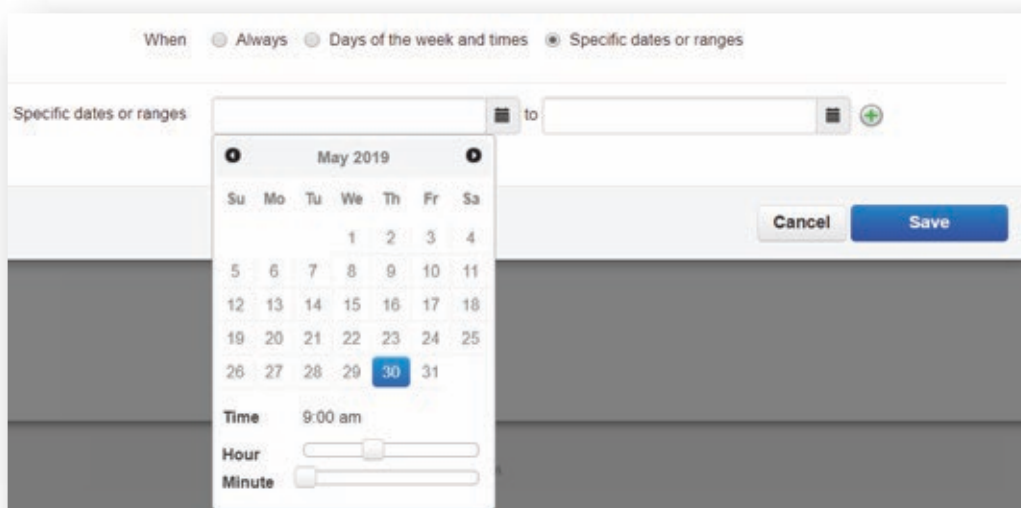 When Always Days of the week and times Specific dates or ranges
Specific dates or ranges to
May 2019
Su Mo Tu We Th Fr Sa
1 2 3 4
5 6 7 8 9 10 11
12 13 14 15 16 17 18
19 20 21 22 23 24 25
26 27 28 29 30 31
Time 9:00 am
Hour
Minute
Cancel Save